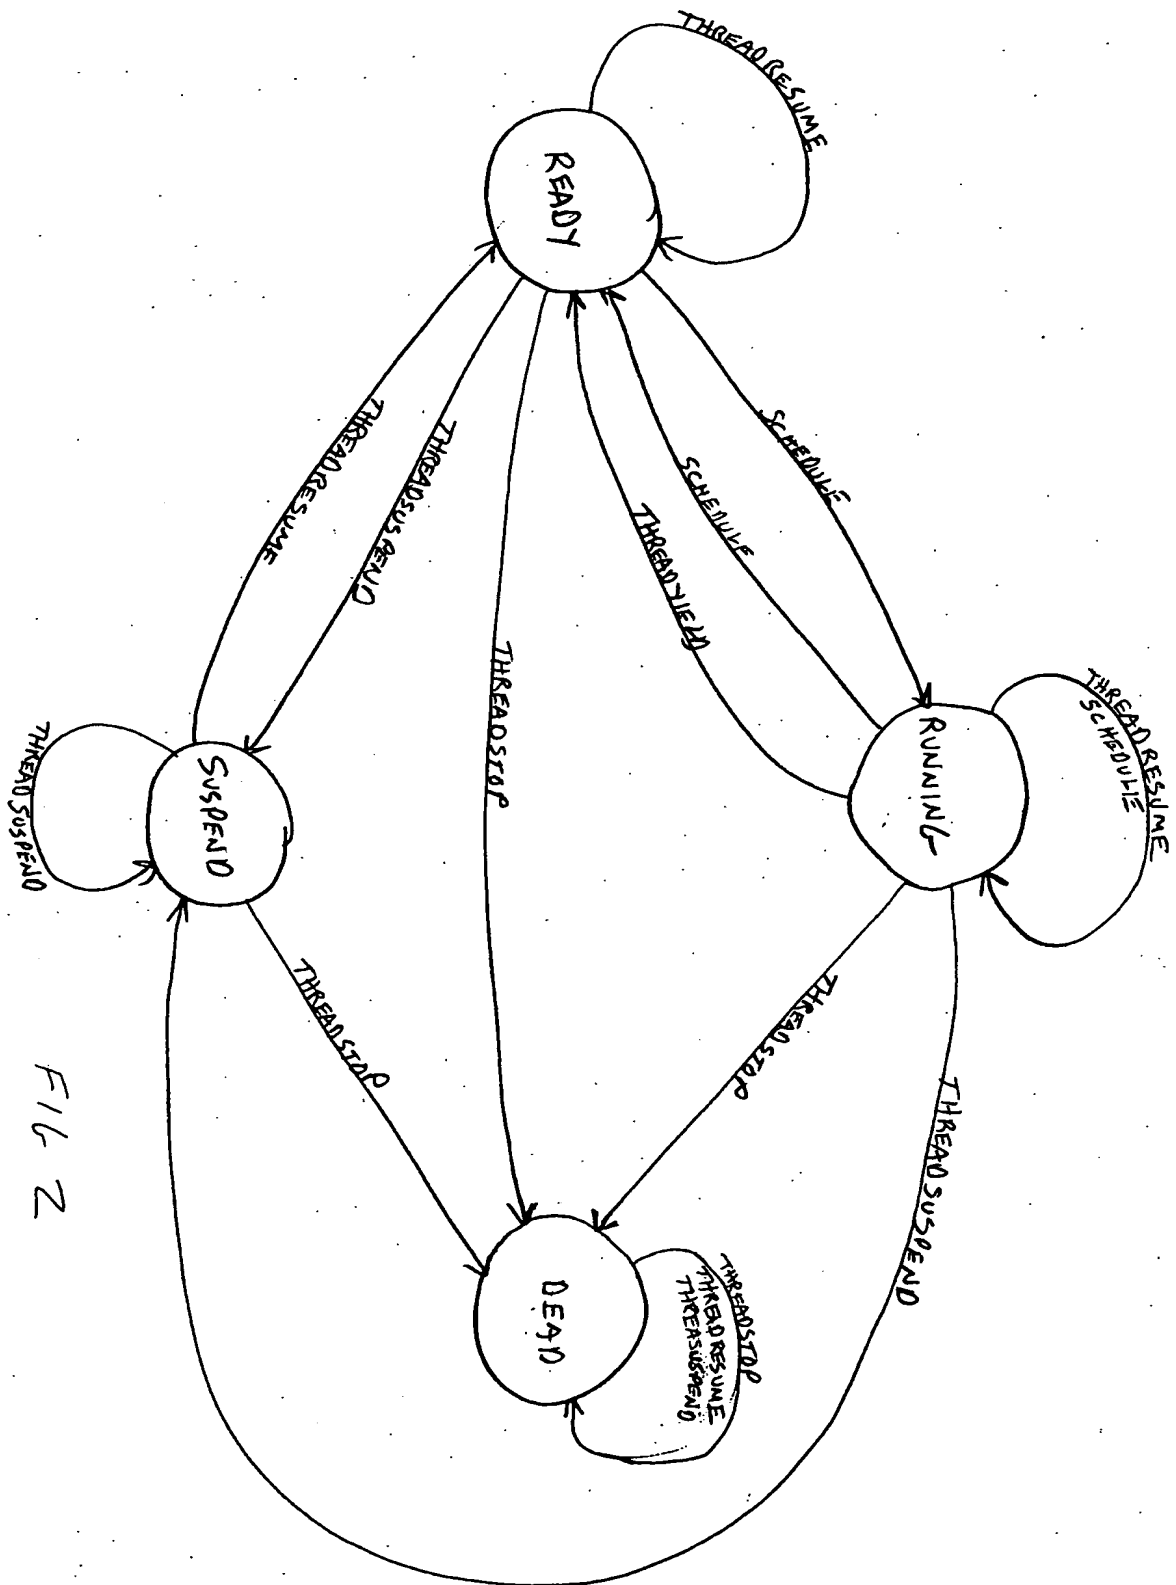 THREADRESUME
READY
SCHEDULE
SCHEDULE
THREADYIELD
THREADRESUME
SCHEDULE
RUNNING
THREADRESUME
THREADSUSPEND
THREADSTOP
THREADSTOP
THREADSUSPEND
SUSPEND
THREADSUSPEND
THREADSTOP
DEAD
THREADSTOP
THREADRESUME
THREASUSPEND
FIG 2